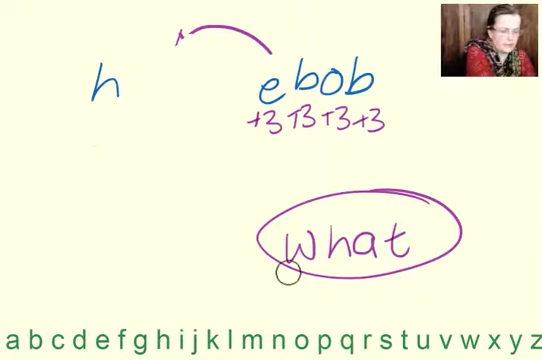 h ebob
+3 +3 +3 +3
what
a b c d e f g h i j k l m n o p q r s t u v w x y z